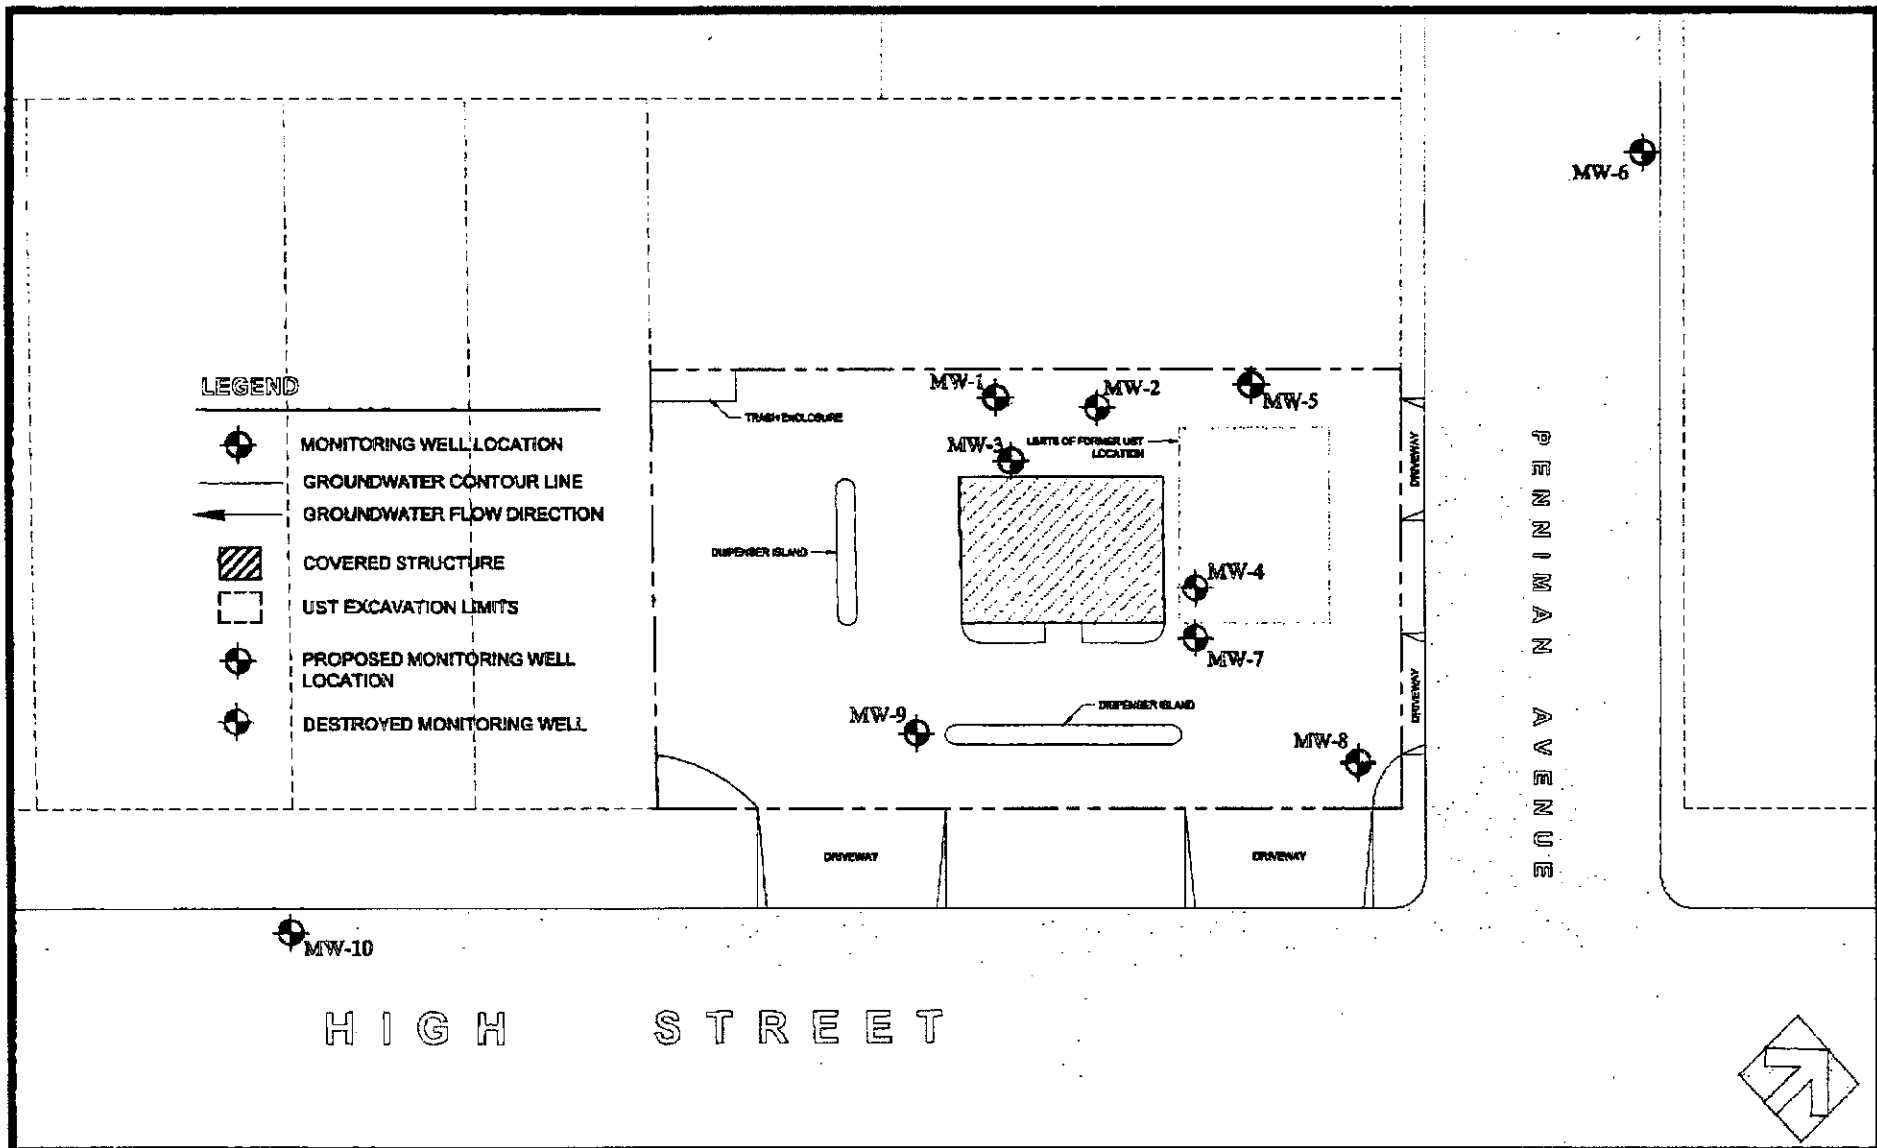 MW-6
LEGEND
MONITORING WELL LOCATION
GROUNDWATER CONTOUR LINE
GROUNDWATER FLOW DIRECTION
COVERED STRUCTURE
UST EXCAVATION LIMITS
PROPOSED MONITORING WELL
LOCATION
DESTROYED MONITORING WELL
TRASH ENCLOSURE
MW-1
MW-2
MW-5
MW-3
LIMITS OF FORMER UST
LOCATION
DISPENSER ISLAND
MW-4
MW-7
DISPENSER ISLAND
MW-9
MW-8
DRIVEWAY
DRIVEWAY
DRIVEWAY
DRIVEWAY
PENNIMAN AVENUE
MW-10
HIGH STREET